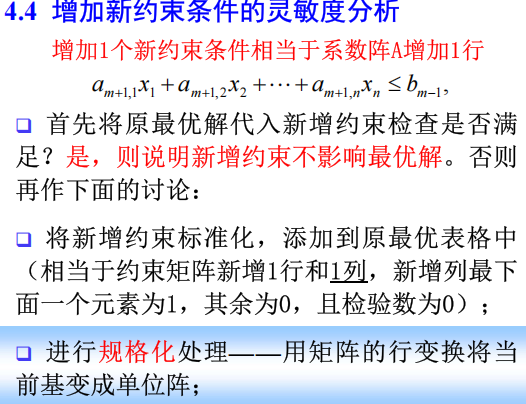 4.4 增加新约束条件的灵敏度分析
增加1个新约束条件相当于系数阵A增加1行
a_{m+1,1}x_1 + a_{m+1,2}x_2 + ⋯ + a_{m+1,n}x_n ≤ b_{m-1},
❑ 首先将原最优解代入新增约束检查是否满
足？是，则说明新增约束不影响最优解。否则
再作下面的讨论：
❑ 将新增约束标准化，添加到原最优表格中
（相当于约束矩阵新增1行和1列，新增列最下
面一个元素为1，其余为0，且检验数为0）；
❑ 进行规格化处理——用矩阵的行变换将当
前基变成单位阵；